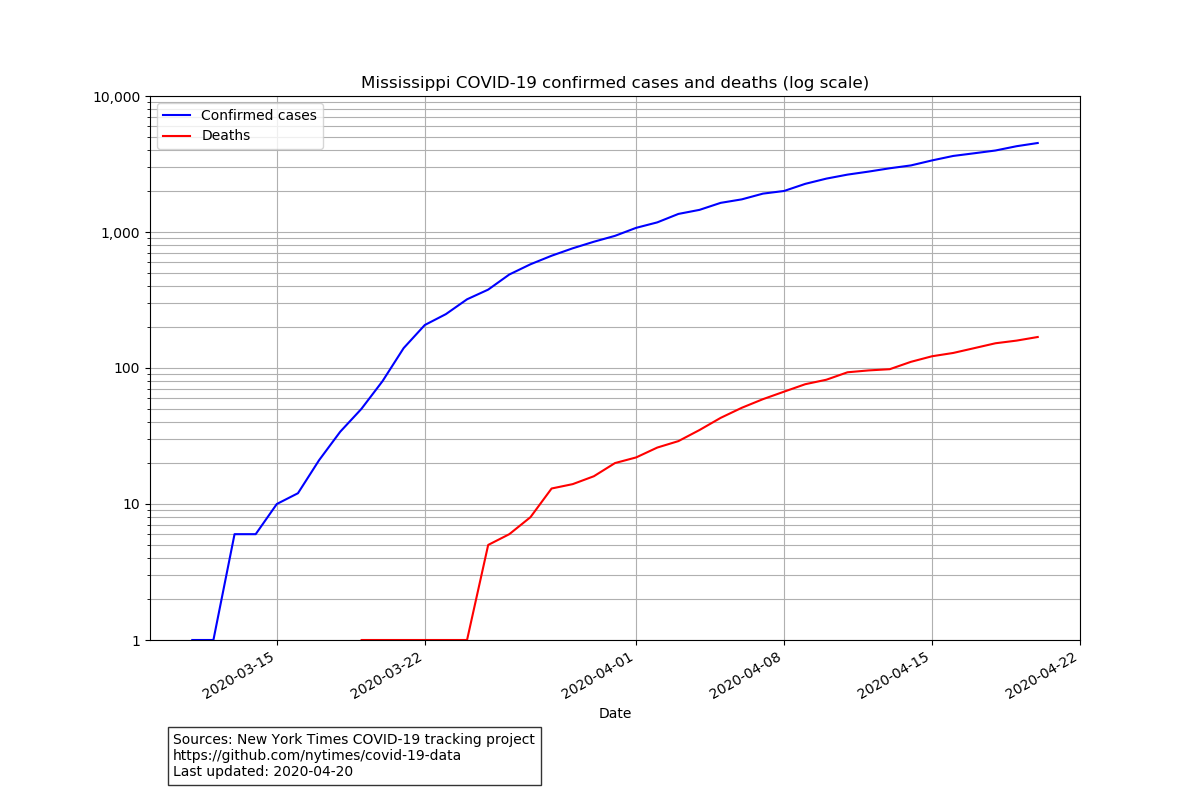 Mississippi COVID-19 confirmed cases and deaths (log scale)
10,000
1,000
100
10
1
Confirmed cases
Deaths
2020-03-15
2020-03-22
2020-04-01
2020-04-08
2020-04-15
2020-04-22
Date
Sources: New York Times COVID-19 tracking project
https://github.com/nytimes/covid-19-data
Last updated: 2020-04-20